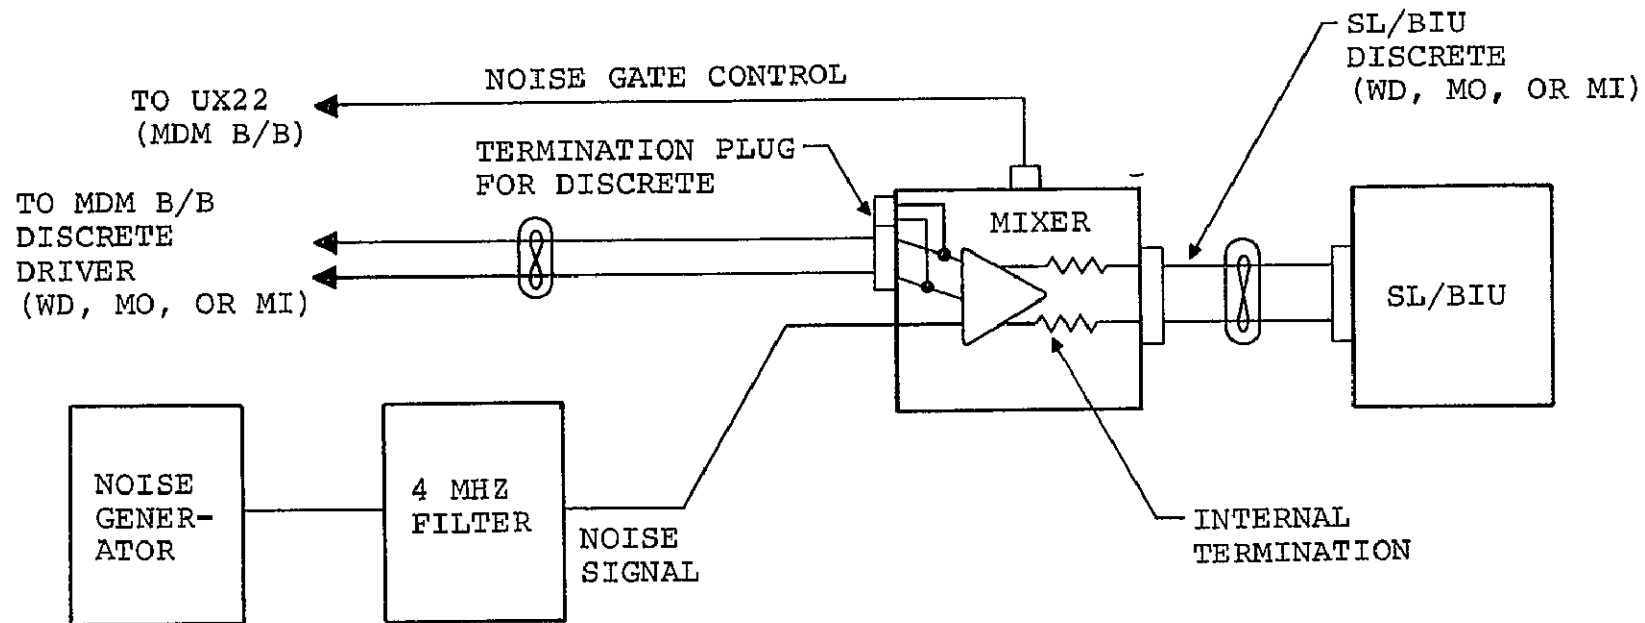 SL/BIU
DISCRETE
(WD, MO, OR MI)
NOISE GATE CONTROL
TO UX22
(MDM B/B)
TERMINATION PLUG
FOR DISCRETE
TO MDM B/B
DISCRETE
DRIVER
(WD, MO, OR MI)
MIXER
SL/BIU
NOISE
GENER-
ATOR
4 MHZ
FILTER
NOISE
SIGNAL
INTERNAL
TERMINATION